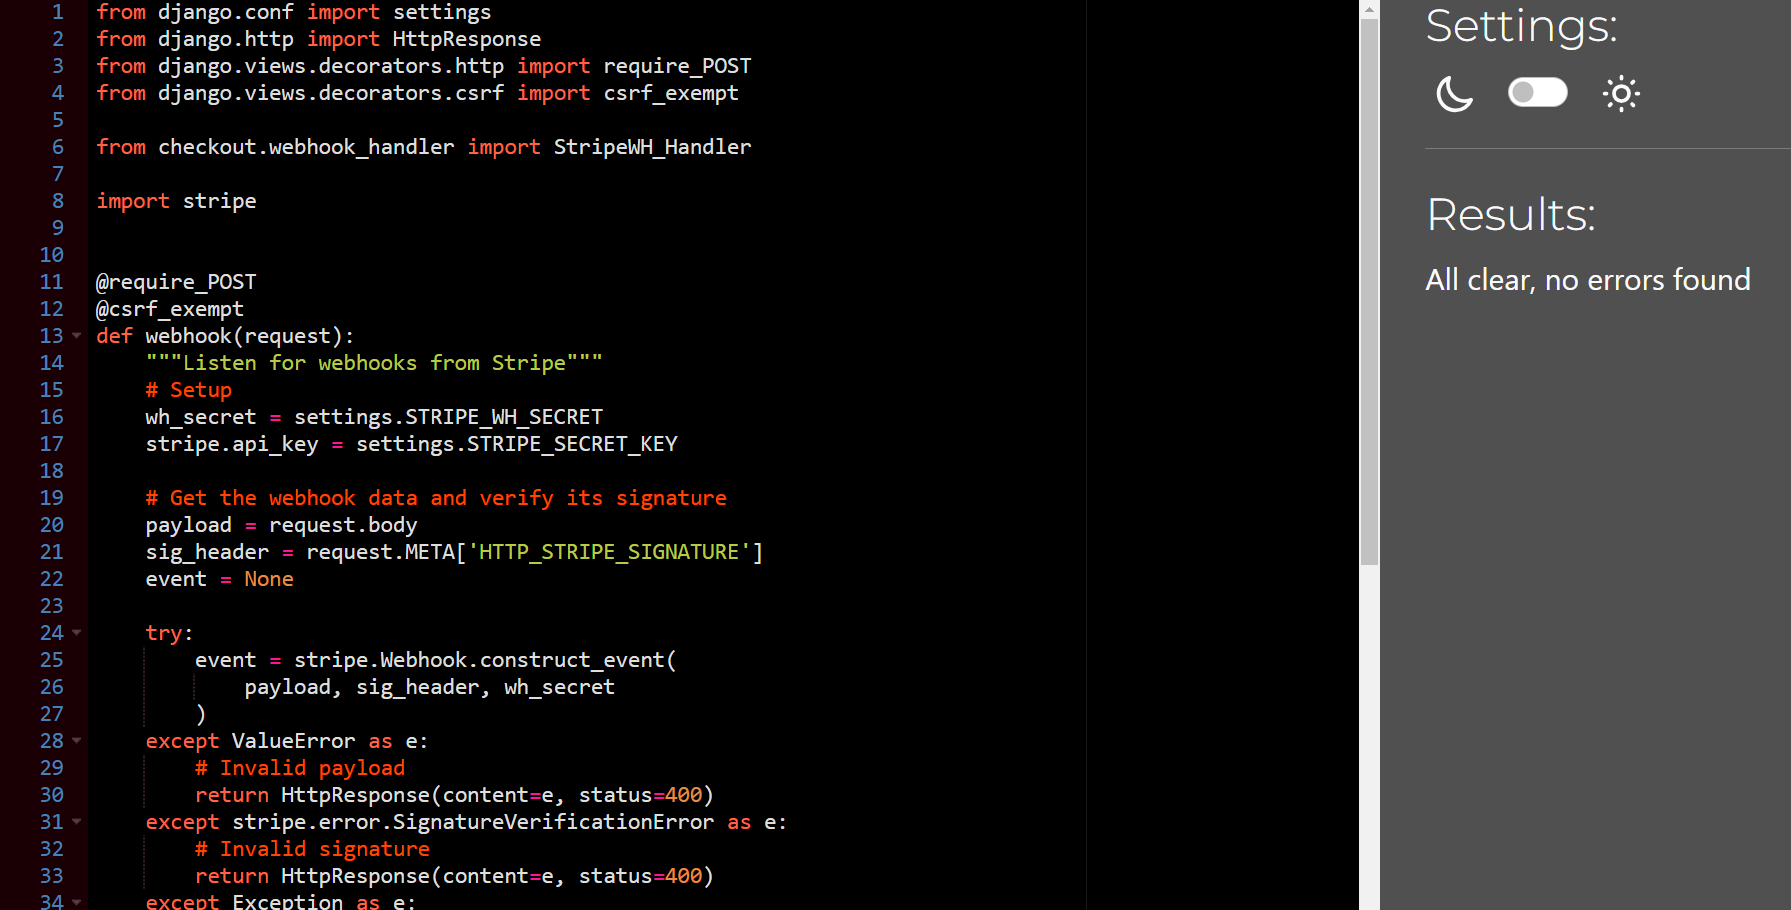 1 from django.conf import settings
2 from django.http import HttpResponse
3 from django.views.decorators.http import require_POST
4 from django.views.decorators.csrf import csrf_exempt
5
6 from checkout.webhook_handler import StripeWH_Handler
7
8 import stripe
9
10
11 @require_POST
12 @csrf_exempt
13 def webhook(request):
14     """Listen for webhooks from Stripe"""
15     # Setup
16     wh_secret = settings.STRIPE_WH_SECRET
17     stripe.api_key = settings.STRIPE_SECRET_KEY
18
19     # Get the webhook data and verify its signature
20     payload = request.body
21     sig_header = request.META['HTTP_STRIPE_SIGNATURE']
22     event = None
23
24     try:
25         event = stripe.Webhook.construct_event(
26             payload, sig_header, wh_secret
27         )
28     except ValueError as e:
29         # Invalid payload
30         return HttpResponse(content=e, status=400)
31     except stripe.error.SignatureVerificationError as e:
32         # Invalid signature
33         return HttpResponse(content=e, status=400)
34     except Exception as e:
Settings:
Results:
All clear, no errors found